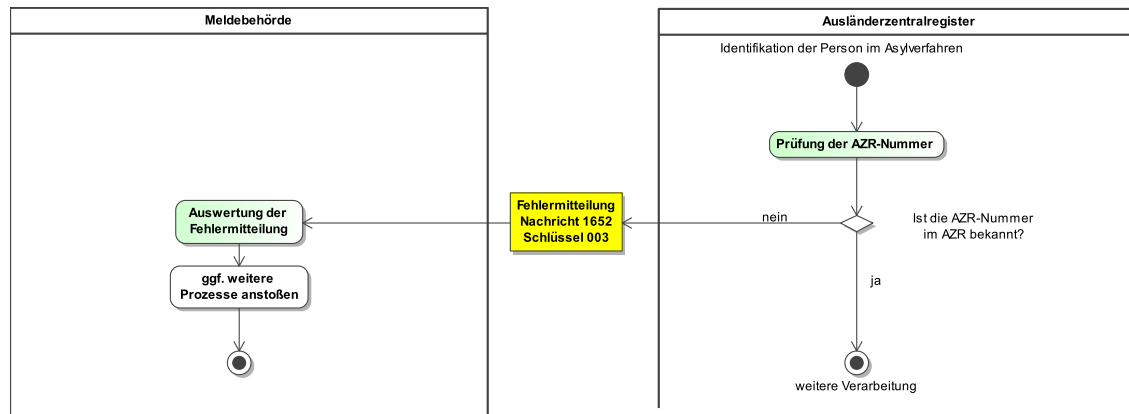 Meldebehörde
Ausländerzentralregister
Identifikation der Person im Asylverfahren
Prüfung der AZR-Nummer
Auswertung der
Fehlermitteilung
Fehlermitteilung
Nachricht 1652
Schlüssel 003
nein
Ist die AZR-Nummer
im AZR bekannt?
ggf. weitere
Prozesse anstoßen
ja
weitere Verarbeitung